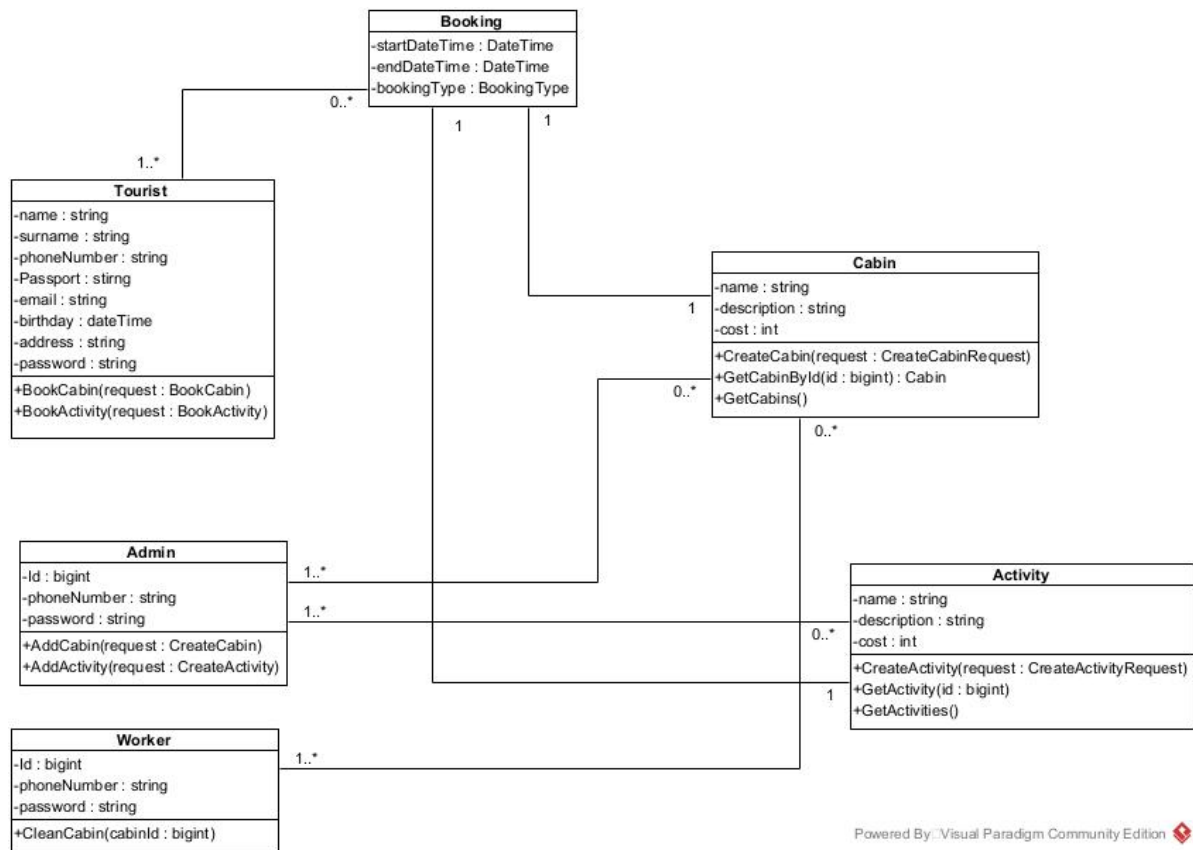 Booking
-startDateTime : DateTime
-endDateTime : DateTime
-bookingType : BookingType
0..*
1
1
1..*
Tourist
-name : string
-surname : string
-phoneNumber : string
-Passport : stirng
-email : string
-birthday : dateTime
-address : string
-password : string
+BookCabin(request : BookCabin)
+BookActivity(request : BookActivity)
Cabin
-name : string
-description : string
-cost : int
+CreateCabin(request : CreateCabinRequest)
+GetCabinById(id : bigint) : Cabin
+GetCabins()
1
0..*
0..*
Admin
-Id : bigint
-phoneNumber : string
-password : string
+AddCabin(request : CreateCabin)
+AddActivity(request : CreateActivity)
1..*
1..*
Activity
-name : string
-description : string
-cost : int
+CreateActivity(request : CreateActivityRequest)
+GetActivity(id : bigint)
+GetActivities()
0..*
1
Worker
-Id : bigint
-phoneNumber : string
-password : string
+CleanCabin(cabinId : bigint)
1..*
Powered By Visual Paradigm Community Edition